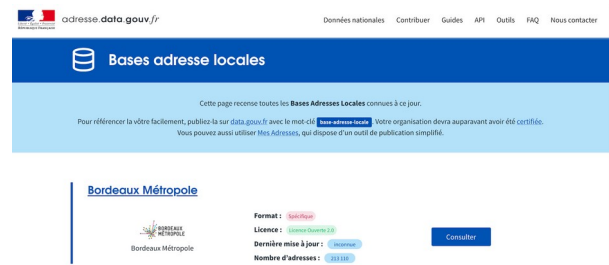 adresse.data.gouv.fr
Données nationales Contribuer Guides API Outils FAQ Nous contacter
Bases adresse locales
Cette page recense toutes les Bases Adresses Locales connues à ce jour.
Pour référencer la vôtre facilement, publiez-la sur data.gouv.fr avec le mot-clé base-adresse-locale. Votre organisation devra auparavant avoir été certifiée.
Vous pouvez aussi utiliser Mes Adresses, qui dispose d'un outil de publication simplifié.
Bordeaux Métropole
BORDEAUX
MÉTROPOLE
Bordeaux Métropole
Format : Spécifique
Licence : Licence Ouverte 2.0
Dernière mise à jour : inconnue
Nombre d'adresses : 213 110
Consulter